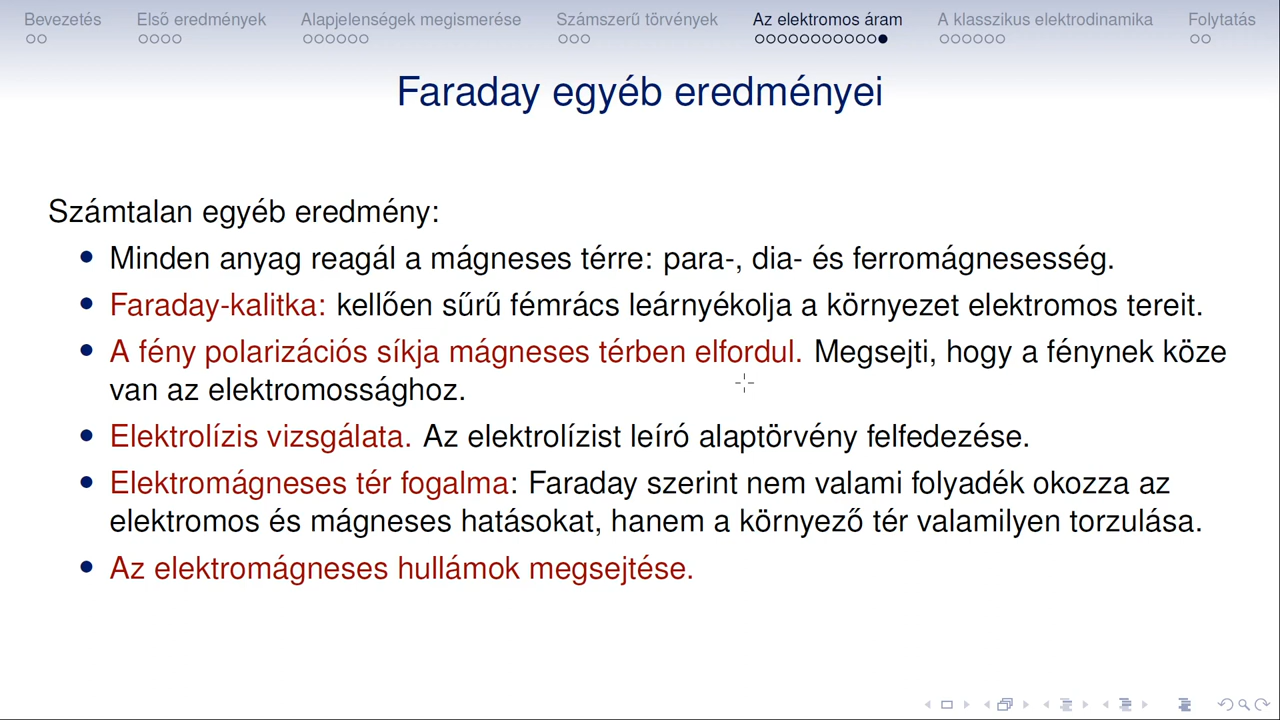 Bevezetés Első eredmények Alapjelenségek megismerése Számszerű törvények Az elektromos áram A klasszikus elektrodinamika Folytatás
Faraday egyéb eredményei
Számtalan egyéb eredmény:
Minden anyag reagál a mágneses térre: para-, dia- és ferromágnesesség.
Faraday-kalitka: kellően sűrű fémrács leárnyékolja a környezet elektromos tereit.
A fény polarizációs síkja mágneses térben elfordul. Megsejti, hogy a fénynek köze
van az elektromossághoz.
Elektrolízis vizsgálata. Az elektrolízist leíró alaptörvény felfedezése.
Elektromágneses tér fogalma: Faraday szerint nem valami folyadék okozza az
elektromos és mágneses hatásokat, hanem a környező tér valamilyen torzulása.
Az elektromágneses hullámok megsejtése.